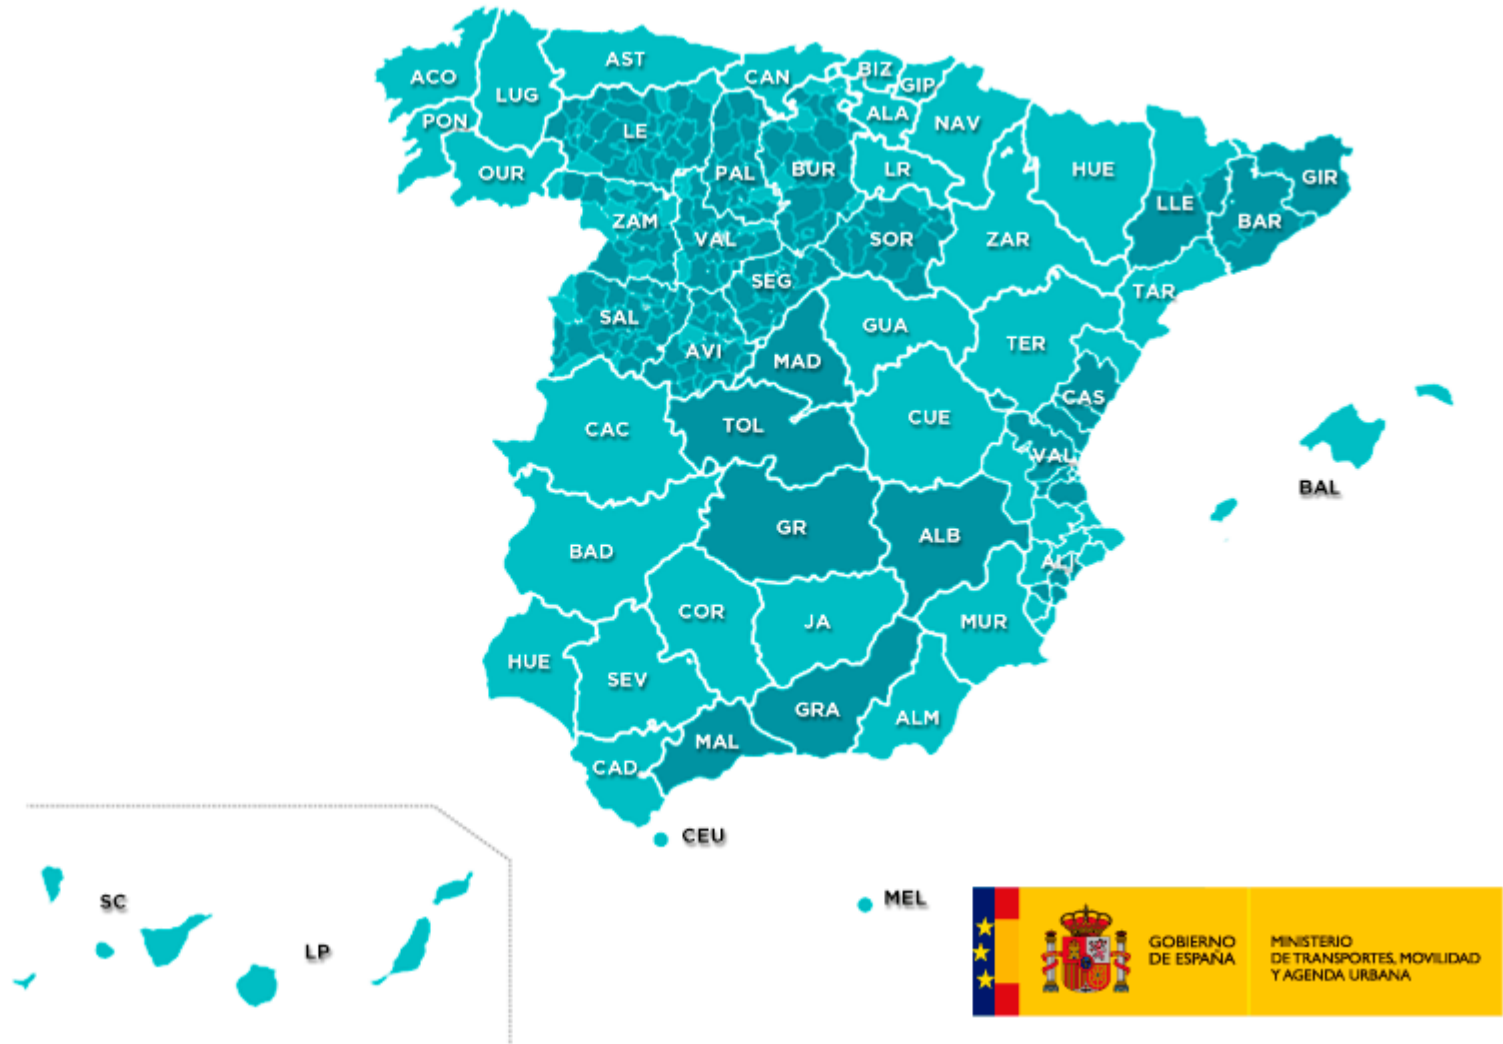 ACO
LUG
AST
CAN
BIZ
GIP
PON
OUR
LE
PAL
BUR
ALA
NAV
LR
HUE
LLE
GIR
BAR
ZAM
VAL
SOR
ZAR
SEG
TAR
SAL
AVI
MAD
GUA
TER
CAS
CAC
TOL
CUE
VAL
BAL
BAD
GR
ALB
ALI
COR
JA
MUR
HUE
SEV
GRA
ALM
MAL
CAD
CEU
MEL
SC
LP
GOBIERNO
DE ESPAÑA
MINISTERIO
DE TRANSPORTES, MOVILIDAD
Y AGENDA URBANA